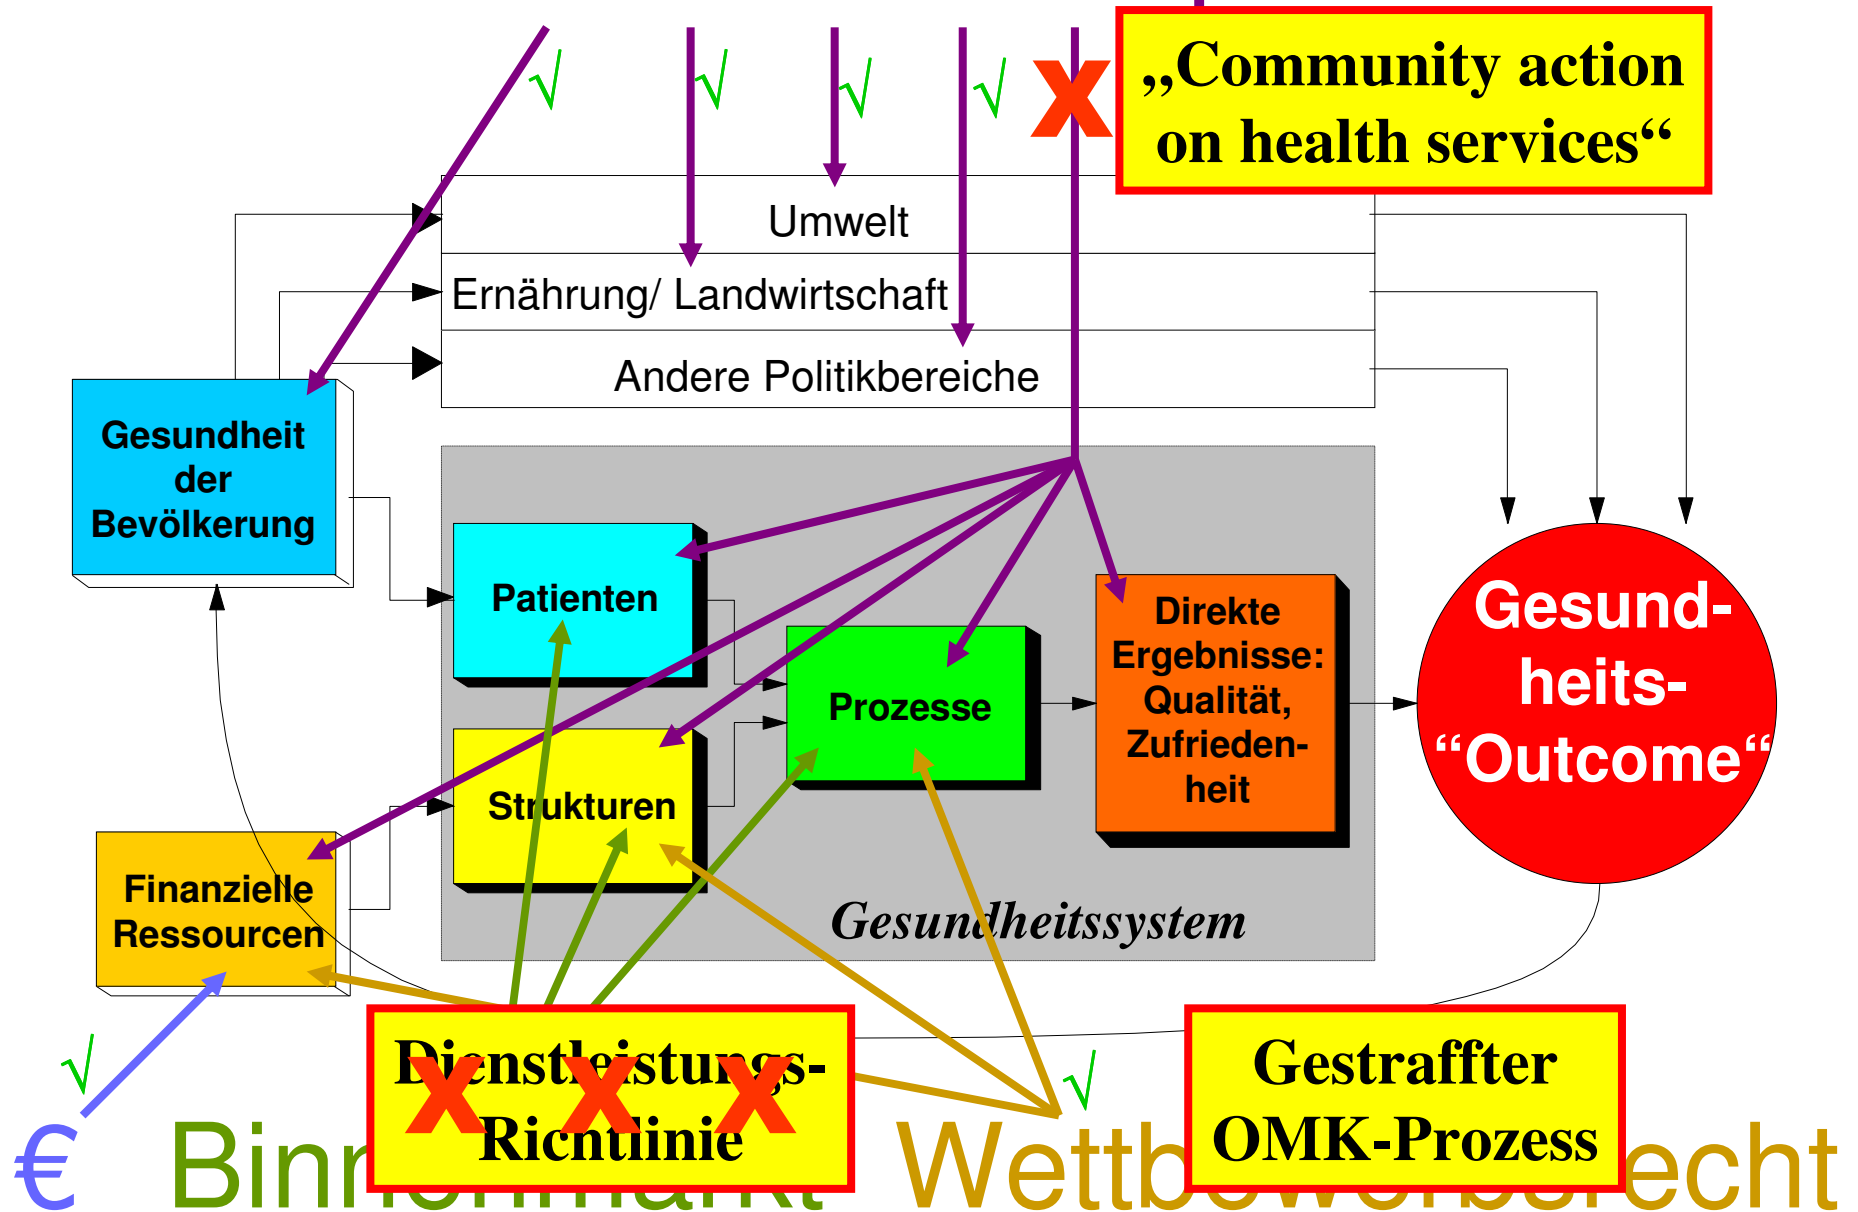 „Community action
on health services“
Umwelt
Ernährung/ Landwirtschaft
Andere Politikbereiche
Gesundheit
der
Bevölkerung
Patienten
Strukturen
Prozesse
Direkte
Ergebnisse:
Qualität,
Zufrieden-
heit
Gesund-
heits-
“Outcome“
Finanzielle
Ressourcen
Gesundheitssystem
Dienstleistungs-
Richtlinie
X X X
X
Gestraffter
OMK-Prozess
€ Binnenmarkt Wettbewerbsrecht